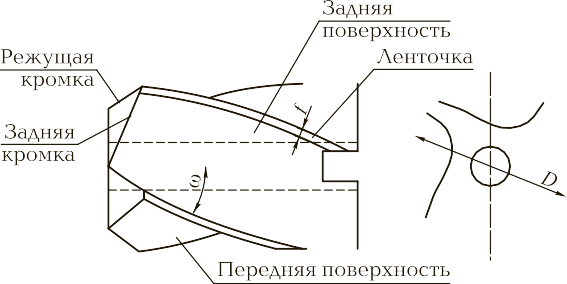 Задняя
поверхность
Режущая
кромка
Ленточка
f
Задняя
кромка
ω
D
Передняя поверхность